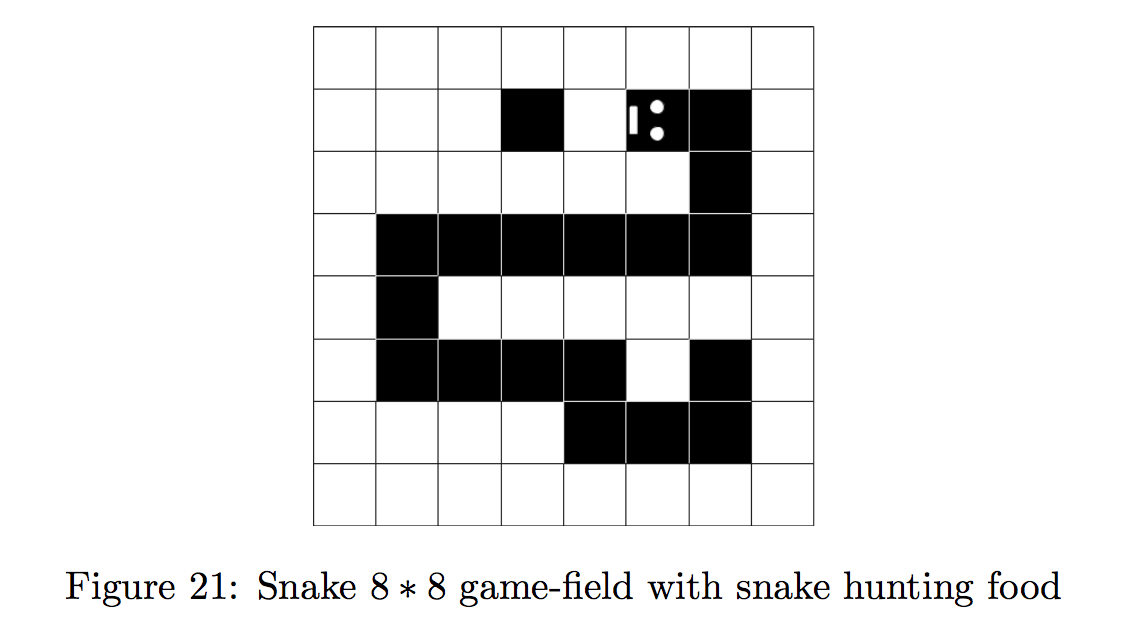 Figure 21: Snake 8 ∗ 8 game-field with snake hunting food